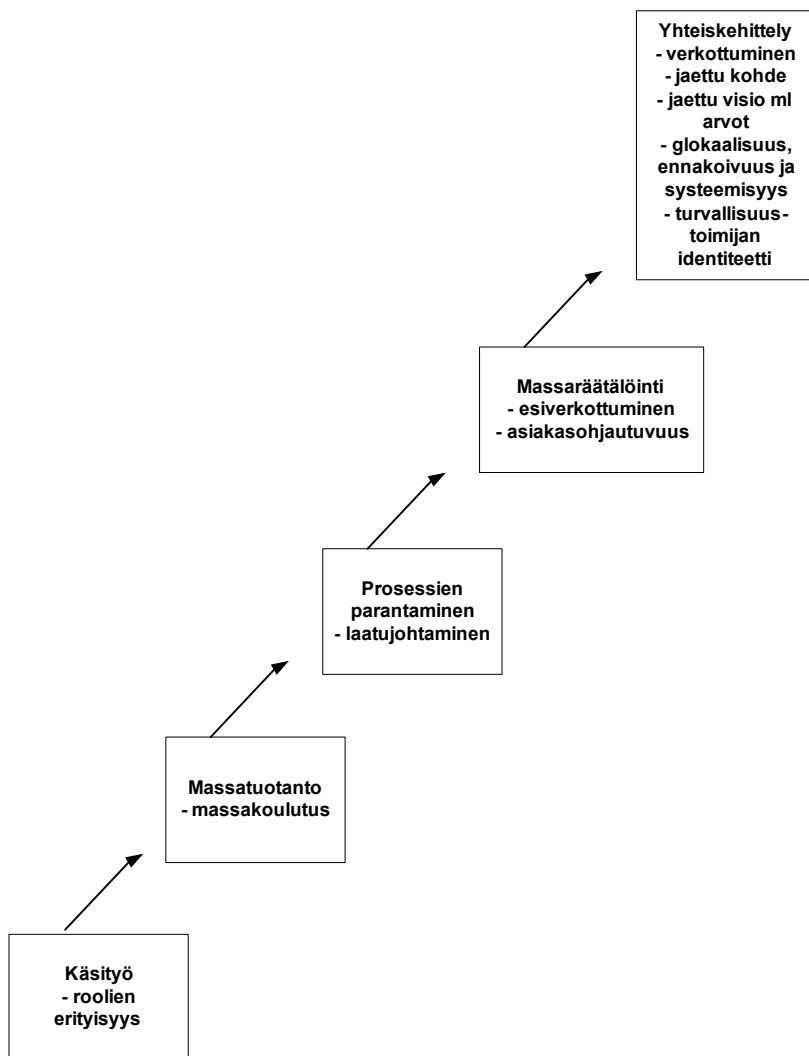 Yhteiskehittely
- verkottuminen
- jaettu kohde
- jaettu visio ml
arvot
- glokaalisuus,
ennakoivuus ja
systeemisyys
- turvallisuus-
toimijan
identiteetti
Massaräätälöinti
- esiverkottuminen
- asiakasohjautuvuus
Prosessien
parantaminen
- laatujohtaminen
Massatuotanto
- massakoulutus
Käsityö
- roolien
erityisyys